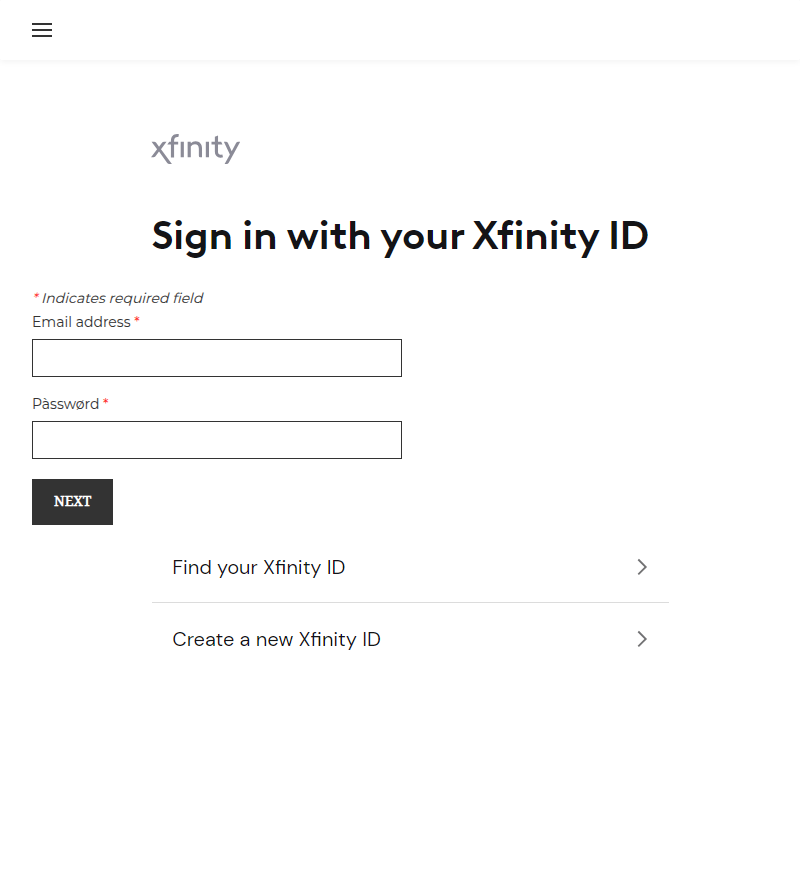 xfinity
Sign in with your Xfinity ID
* Indicates required field
Email address *
Pàsswørd *
NEXT
Find your Xfinity ID
Create a new Xfinity ID